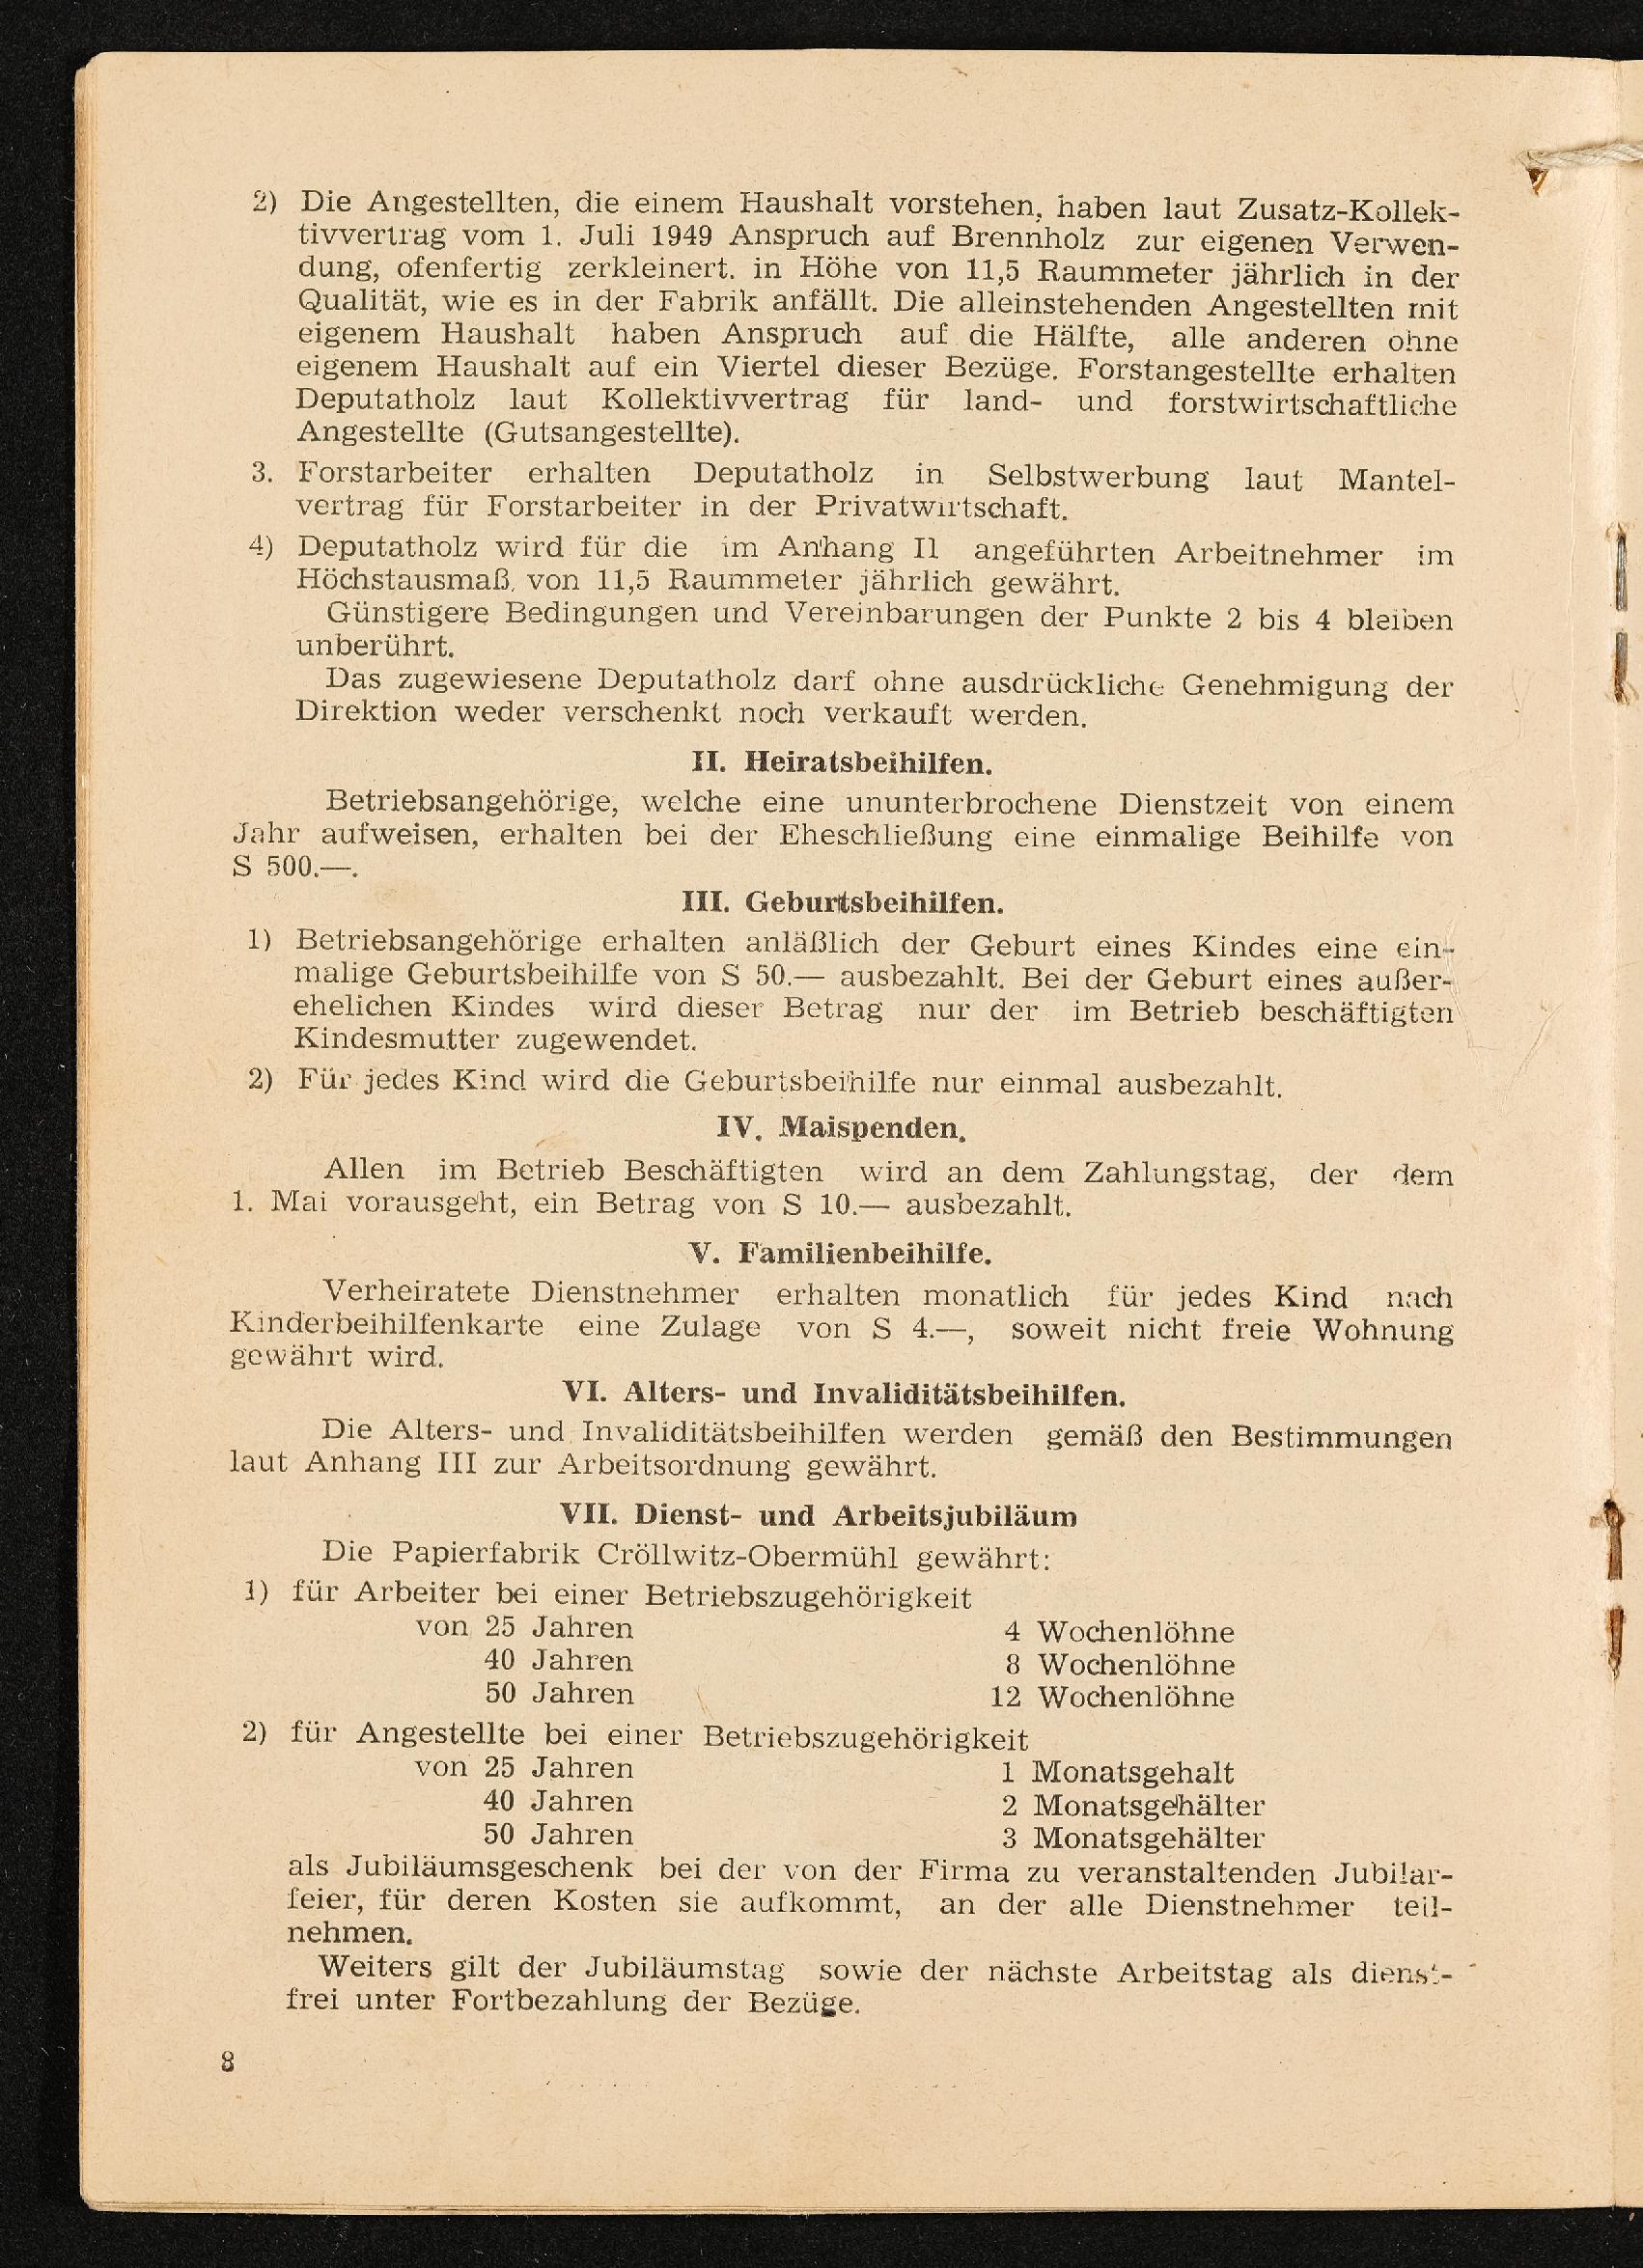 2) Die Angestellten, die einem Haushalt vorstehen, haben laut Zusatz-Kollek-
tivvertrag vom 1. Juli 1949 Anspruch auf Brennholz zur eigenen Verwen-
dung, ofenfertig zerkleinert. in Höhe von 11,5 Raummeter jährlich in der
Qualität, wie es in der Fabrik anfällt. Die alleinstehenden Angestellten mit
eigenem Haushalt haben Anspruch auf die Hälfte, alle anderen ohne
eigenem Haushalt auf ein Viertel dieser Bezüge. Forstangestellte erhalten
Deputatholz laut Kollektivvertrag für land- und forstwirtschaftliche
Angestellte (Gutsangestellte).
3. Forstarbeiter erhalten Deputatholz in Selbstwerbung laut Mantel-
vertrag für Forstarbeiter in der Privatwirtschaft.
4) Deputatholz wird für die im Anhang II angeführten Arbeitnehmer im
Höchstausmaß von 11,5 Raummeter jährlich gewährt.
Günstigere Bedingungen und Vereinbarungen der Punkte 2 bis 4 bleiben
unberührt.
Das zugewiesene Deputatholz darf ohne ausdrückliche Genehmigung der
Direktion weder verschenkt noch verkauft werden.
II. Heiratsbeihilfen.
Betriebsangehörige, welche eine ununterbrochene Dienstzeit von einem
Jahr aufweisen, erhalten bei der Eheschließung eine einmalige Beihilfe von
S 500.—.
III. Geburtsbeihilfen.
1) Betriebsangehörige erhalten anläßlich der Geburt eines Kindes eine ein-
malige Geburtsbeihilfe von S 50.— ausbezahlt. Bei der Geburt eines außer-
ehelichen Kindes wird dieser Betrag nur der im Betrieb beschäftigten
Kindesmutter zugewendet.
2) Für jedes Kind wird die Geburtsbeihilfe nur einmal ausbezahlt.
IV. Maispenden.
Allen im Betrieb Beschäftigten wird an dem Zahlungstag, der dem
1. Mai vorausgeht, ein Betrag von S 10.— ausbezahlt.
V. Familienbeihilfe.
Verheiratete Dienstnehmer erhalten monatlich für jedes Kind nach
Kinderbeihilfenkarte eine Zulage von S 4.—, soweit nicht freie Wohnung
gewährt wird.
VI. Alters- und Invaliditätsbeihilfen.
Die Alters- und Invaliditätsbeihilfen werden gemäß den Bestimmungen
laut Anhang III zur Arbeitsordnung gewährt.
VII. Dienst- und Arbeitsjubiläum
Die Papierfabrik Cröllwitz-Obermühl gewährt:
1) für Arbeiter bei einer Betriebszugehörigkeit
von 25 Jahren 4 Wochenlöhne
40 Jahren 8 Wochenlöhne
50 Jahren 12 Wochenlöhne
2) für Angestellte bei einer Betriebszugehörigkeit
von 25 Jahren 1 Monatsgehalt
40 Jahren 2 Monatsgehälter
50 Jahren 3 Monatsgehälter
als Jubiläumsgeschenk bei der von der Firma zu veranstaltenden Jubilar-
feier, für deren Kosten sie aufkommt, an der alle Dienstnehmer teil-
nehmen.
Weiters gilt der Jubiläumstag sowie der nächste Arbeitstag als dienst-
frei unter Fortbezahlung der Bezüge.
8